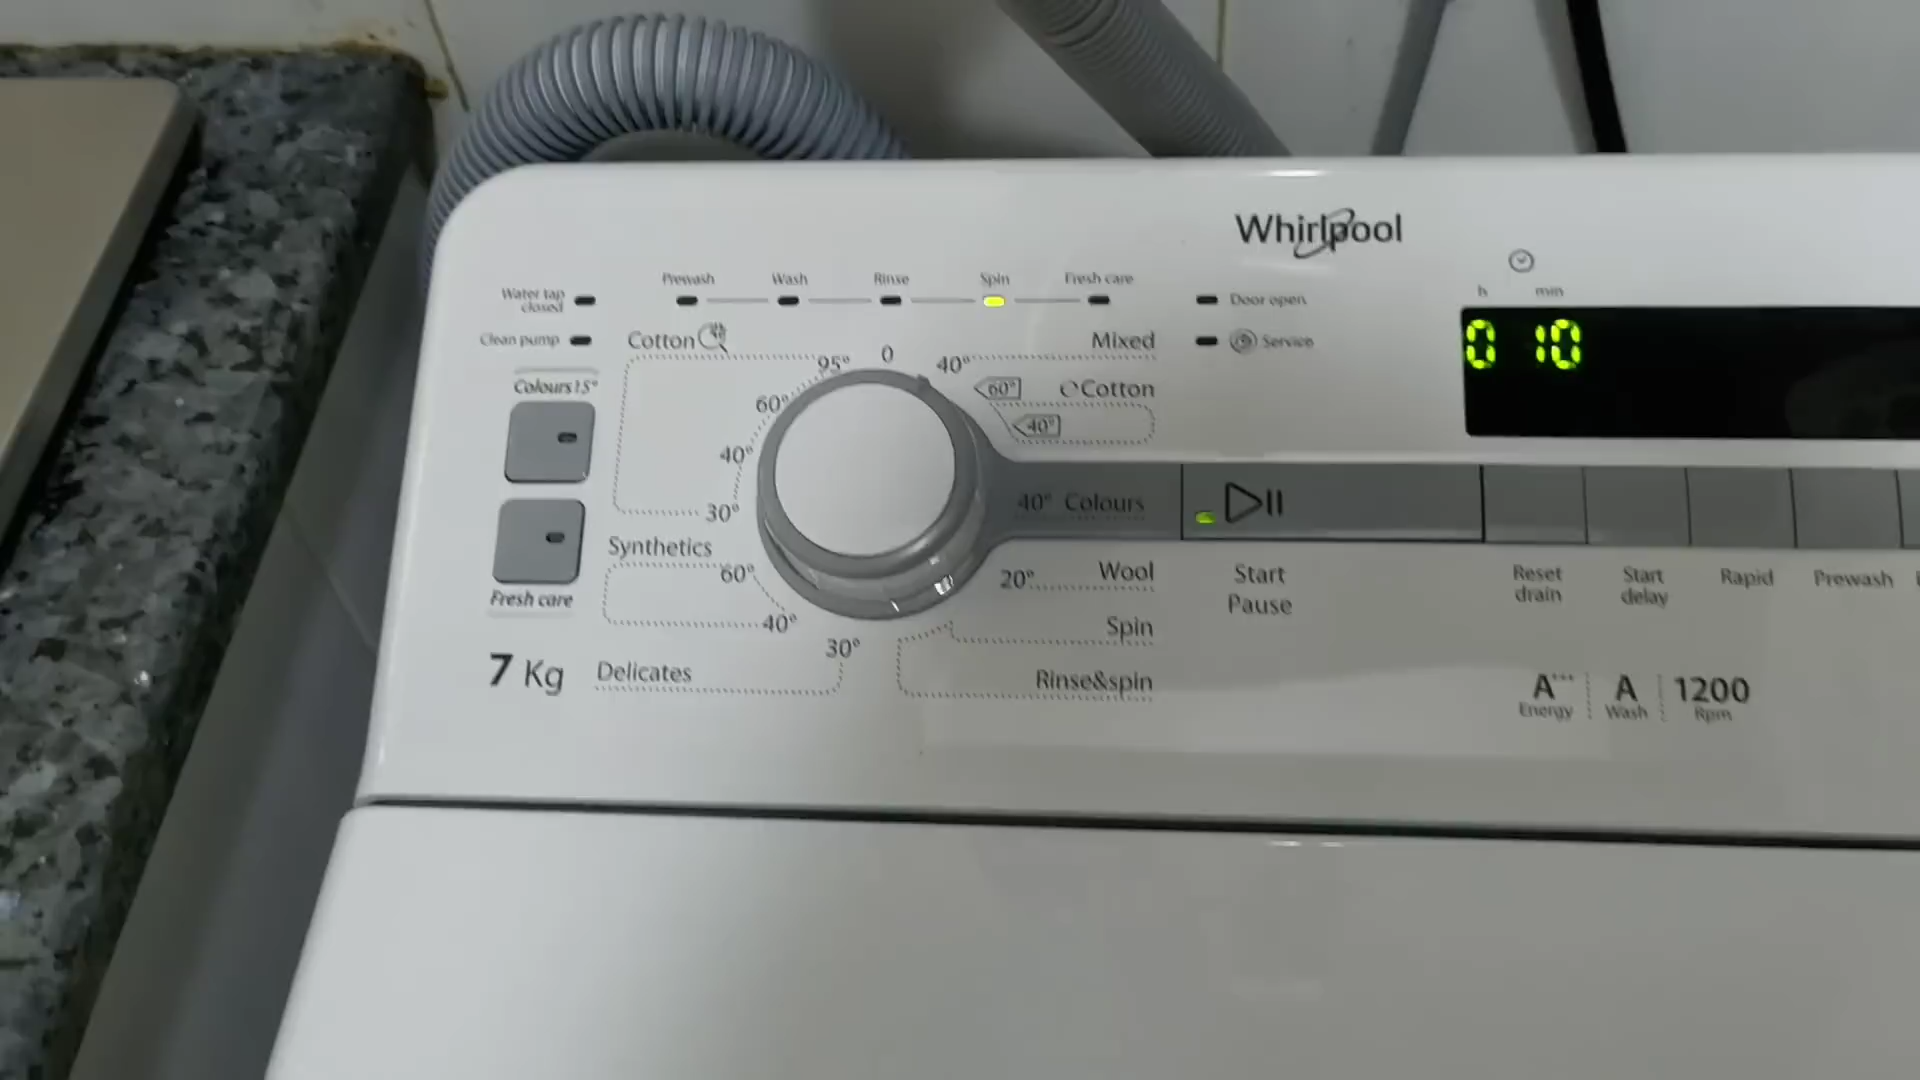 Whirlpool
h min
0 10
Prewash Wash Rinse Spin Fresh care
Water tap
closed
Clean pump
Door open
Service
Colours 15°
Fresh care
7 Kg
Cotton
95°
60°
40°
30°
Synthetics
60°
40°
Delicates
30°
0
40° Mixed
60° Cotton
40°
40° Colours
20° Wool
Spin
Rinse&spin
Start
Pause
Reset
drain
Start
delay
Rapid
Prewash
A+++ A 1200
Energy Wash Rpm